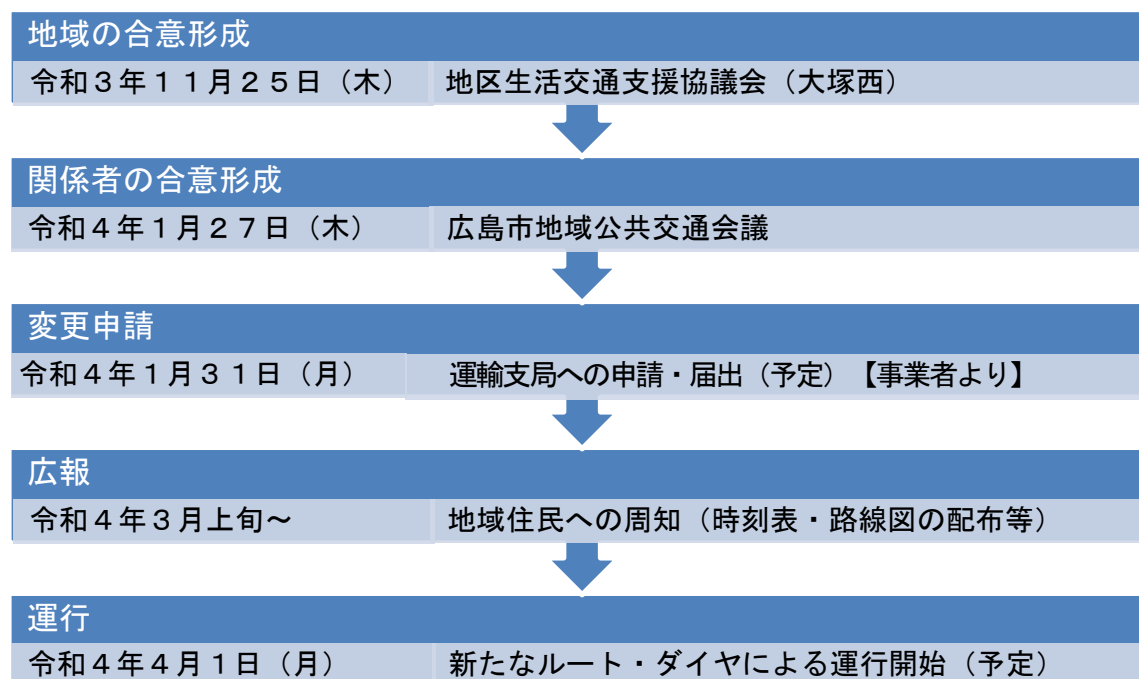 地域の合意形成
令和3年11月25日(木) 地区生活交通支援協議会(大塚西)
関係者の合意形成
令和4年1月27日(木) 広島市地域公共交通会議
変更申請
令和4年1月31日(月) 運輸支局への申請・届出(予定)【事業者より】
広報
令和4年3月上旬~ 地域住民への周知(時刻表・路線図の配布等)
運行
令和4年4月1日(月) 新たなルート・ダイヤによる運行開始(予定)